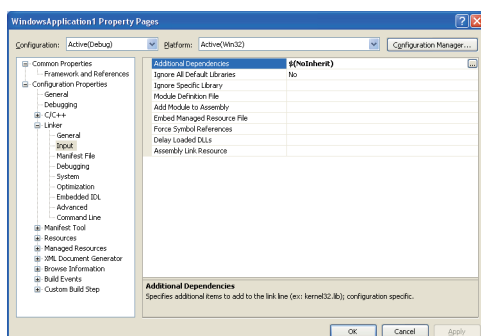 WindowsApplication1 Property Pages
Configuration: Active(Debug) Platform: Active(Win32) Configuration Manager...
Common Properties
Framework and References
Configuration Properties
General
Debugging
C/C++
Linker
General
Input
Manifest File
Debugging
System
Optimization
Embedded IDL
Advanced
Command Line
Manifest Tool
Resources
Managed Resources
XML Document Generator
Browse Information
Build Events
Custom Build Step
Additional Dependencies $(NoInherit) ...
Ignore All Default Libraries No
Ignore Specific Library
Module Definition File
Add Module to Assembly
Embed Managed Resource File
Force Symbol References
Delay Loaded DLLs
Assembly Link Resource
Additional Dependencies
Specifies additional items to add to the link line (ex: kernel32.lib); configuration specific.
OK Cancel Apply